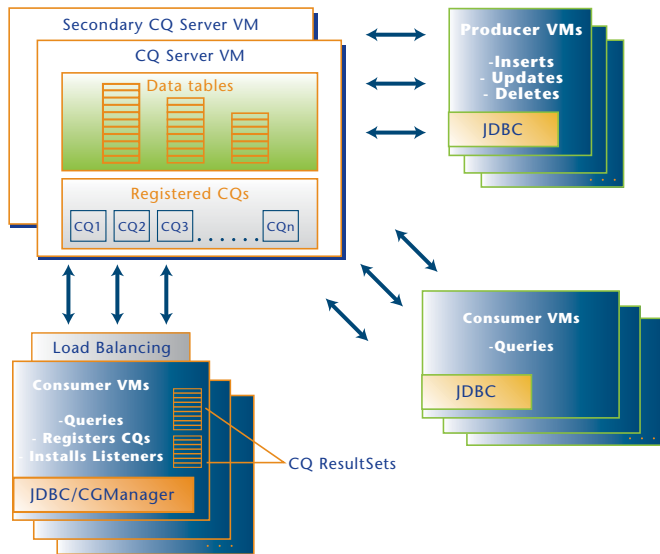 Secondary CQ Server VM
CQ Server VM
Data tables
Registered CQs
CQ1 CQ2 CQ3 . . . . . . CQn
Producer VMs
-Inserts
- Updates
- Deletes
JDBC
. . .
Consumer VMs
-Queries
JDBC
. . .
Load Balancing
Consumer VMs
-Queries
- Registers CQs
- Installs Listeners
JDBC/CGManager
. . .
CQ ResultSets